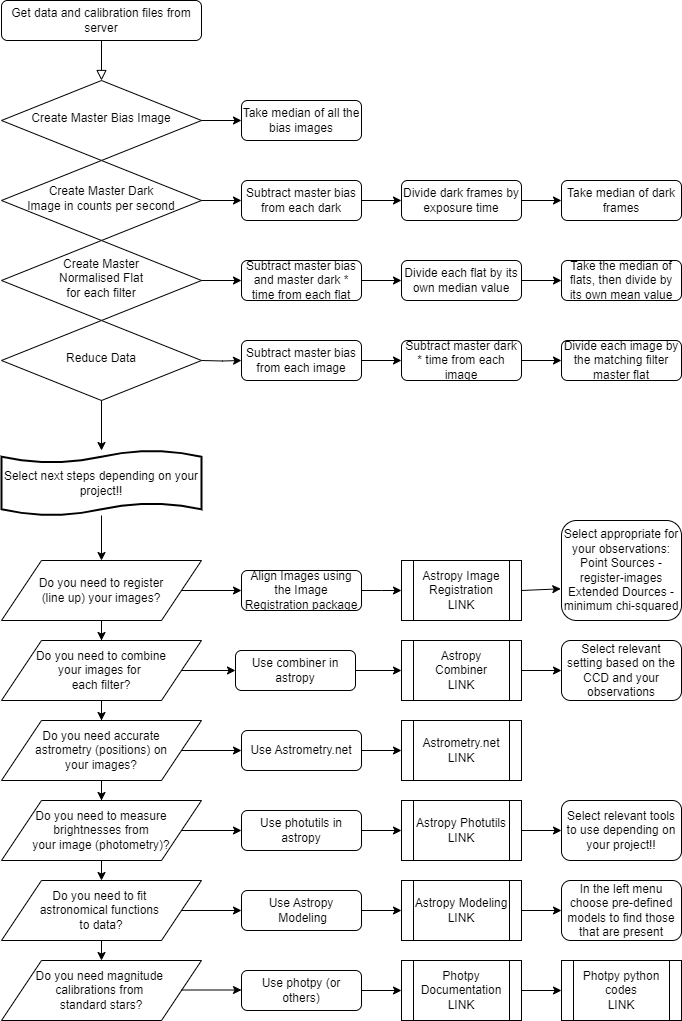 Get data and calibration files from
server
Create Master Bias Image
Take median of all the
bias images
Create Master Dark
Image in counts per second
Subtract master bias
from each dark
Divide dark frames by
exposure time
Take median of dark
frames
Create Master
Normalised Flat
for each filter
Subtract master bias
and master dark *
time from each flat
Divide each flat by its
own median value
Take the median of
flats, then divide by
its own mean value
Reduce Data
Subtract master bias
from each image
Subtract master dark
* time from each
image
Divide each image by
the matching filter
master flat
Select next steps depending on your
project!!
Do you need to register
(line up) your images?
Align Images using
the Image
Registration package
Astropy Image
Registration
LINK
Select appropriate for
your observations:
Point Sources -
register-images
Extended Dources -
minimum chi-squared
Do you need to combine
your images for
each filter?
Use combiner in
astropy
Astropy
Combiner
LINK
Select relevant
setting based on the
CCD and your
observations
Do you need accurate
astrometry (positions) on
your images?
Use Astrometry.net
Astrometry.net
LINK
Do you need to measure
brightnesses from
your image (photometry)?
Use photutils in
astropy
Astropy Photutils
LINK
Select relevant tools
to use depending on
your project!!
Do you need to fit
astronomical functions
to data?
Use Astropy
Modeling
Astropy Modeling
LINK
In the left menu
choose pre-defined
models to find those
that are present
Do you need magnitude
calibrations from
standard stars?
Use photpy (or
others)
Photpy
Documentation
LINK
Photpy python
codes
LINK